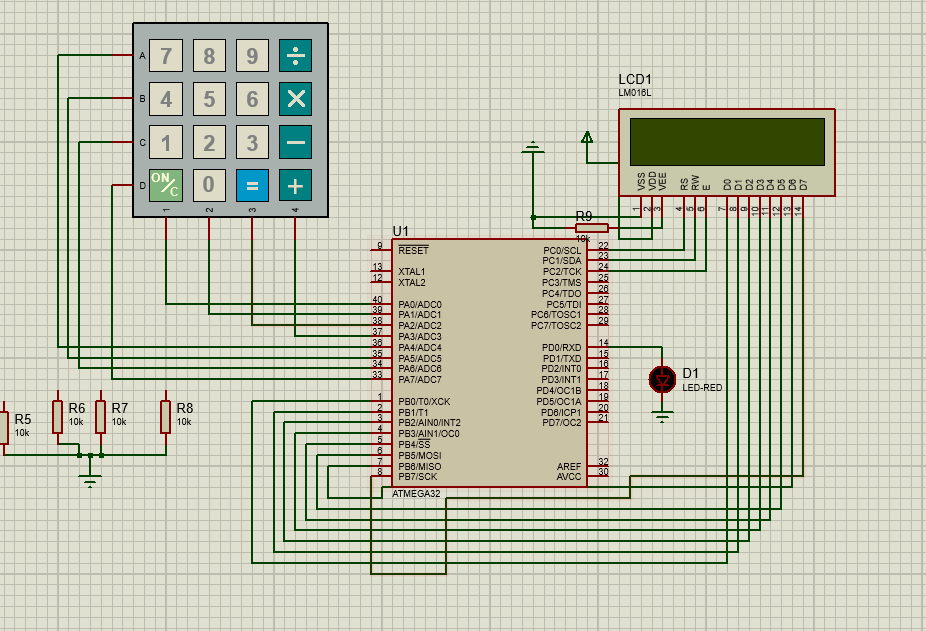 A 7 8 9 ÷
B 4 5 6 ×
C 1 2 3 −
D ON/C 0 = +
1 2 3 4
LCD1
LM016L
VSS VDD VEE RS RW E D0 D1 D2 D3 D4 D5 D6 D7
1 2 3 4 5 6 7 8 9 10 11 12 13 14
R9
10k
U1
9 RESET
13 XTAL1
12 XTAL2
40 PA0/ADC0
39 PA1/ADC1
38 PA2/ADC2
37 PA3/ADC3
36 PA4/ADC4
35 PA5/ADC5
34 PA6/ADC6
33 PA7/ADC7
1 PB0/T0/XCK
2 PB1/T1
3 PB2/AIN0/INT2
4 PB3/AIN1/OC0
5 PB4/SS
6 PB5/MOSI
7 PB6/MISO
8 PB7/SCK
PC0/SCL 22
PC1/SDA 23
PC2/TCK 24
PC3/TMS 25
PC4/TDO 26
PC5/TDI 27
PC6/TOSC1 28
PC7/TOSC2 29
PD0/RXD 14
PD1/TXD 15
PD2/INT0 16
PD3/INT1 17
PD4/OC1B 18
PD5/OC1A 19
PD6/ICP1 20
PD7/OC2 21
AREF 32
AVCC 30
ATMEGA32
D1
LED-RED
R5
10k
R6
10k
R7
10k
R8
10k